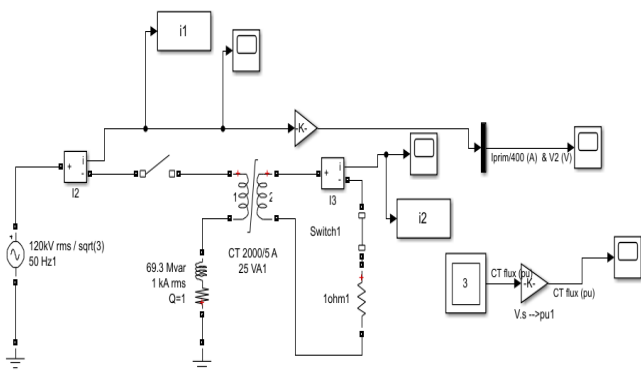 i1
-K-
i
+
-
I2
Iprim/400 (A) & V2 (V)
1
2
+
i
-
I3
i2
120kV rms / sqrt(3)
50 Hz1
69.3 Mvar
1 kA rms
Q=1
CT 2000/5 A
25 VA1
Switch1
1ohm1
3
CT flux (pu)
-K-
CT flux (pu)
V.s -->pu1